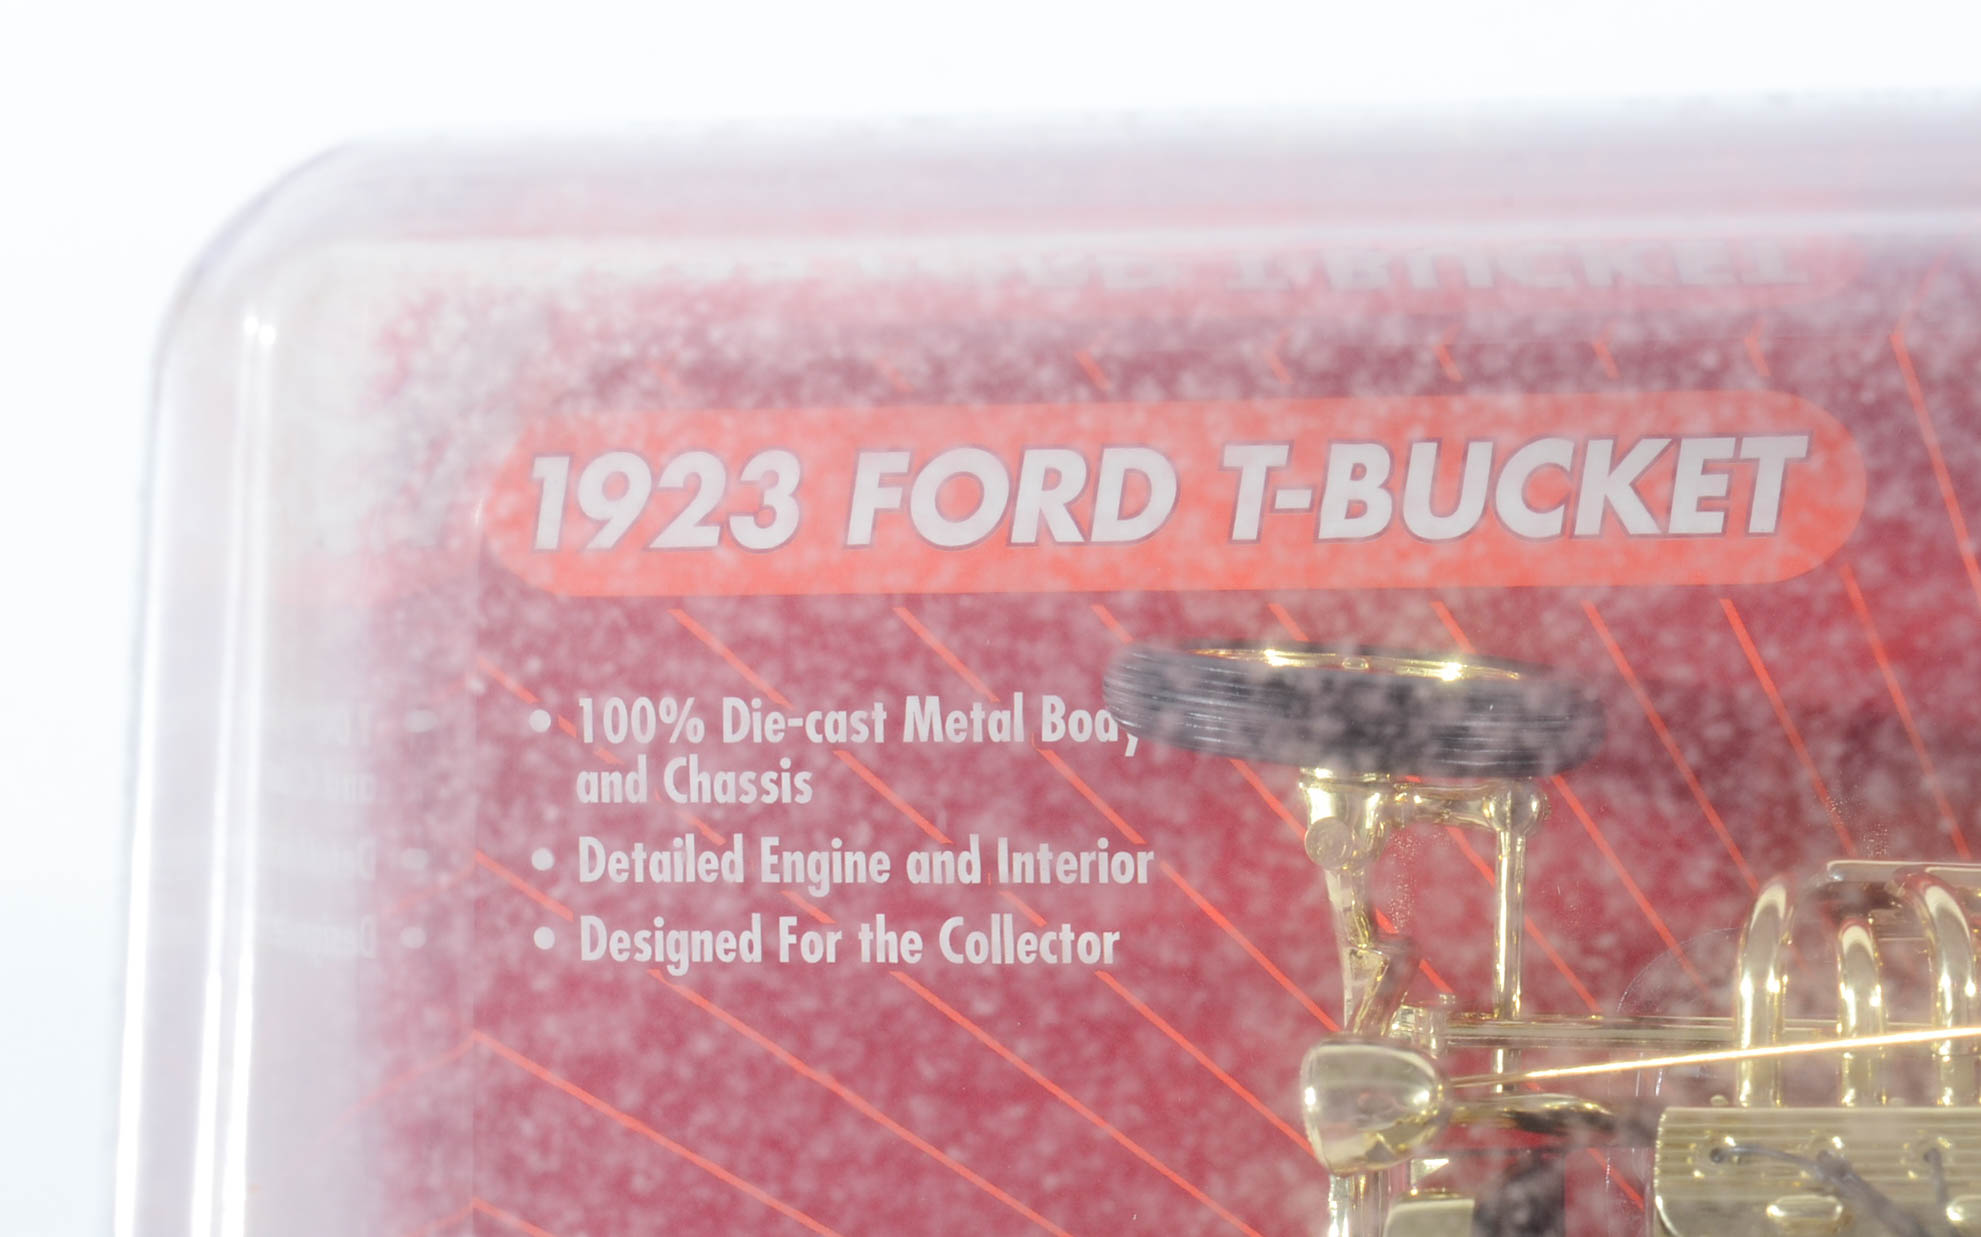 1923 FORD T-BUCKET
• 100% Die-cast Metal Body
and Chassis
• Detailed Engine and Interior
• Designed For the Collector